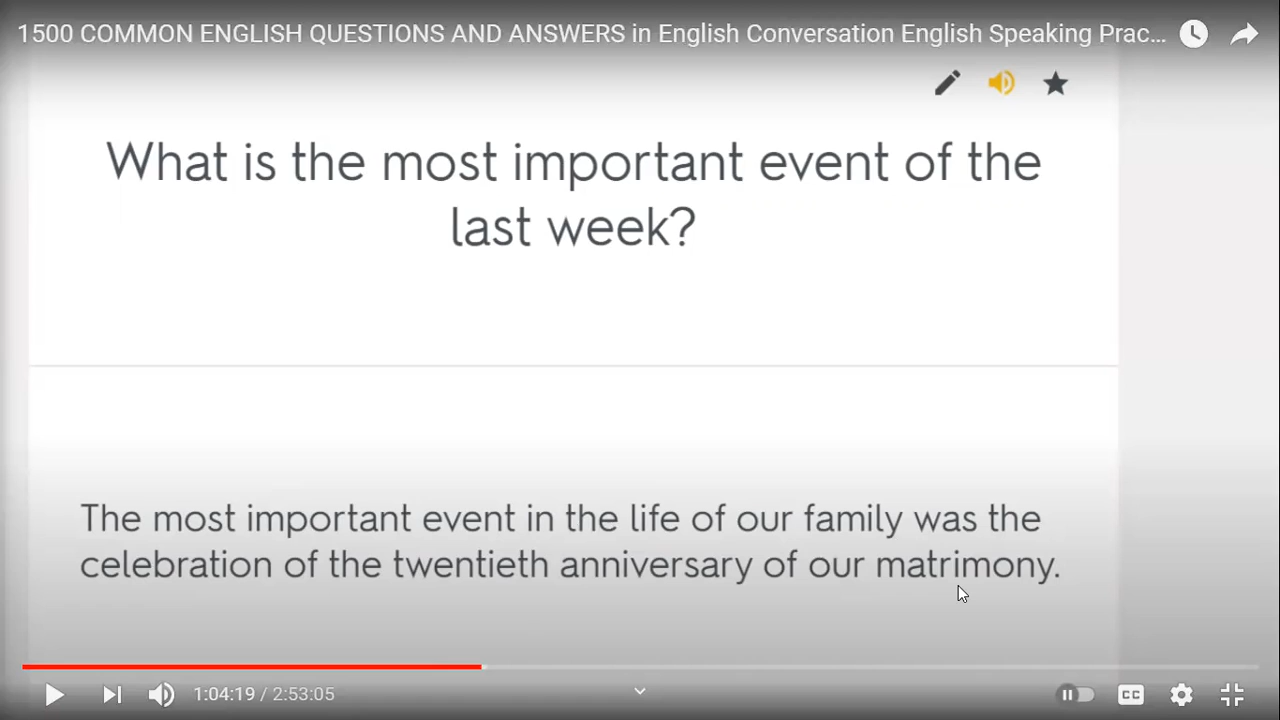 1500 COMMON ENGLISH QUESTIONS AND ANSWERS in English Conversation English Speaking Prac...
What is the most important event of the
last week?
The most important event in the life of our family was the
celebration of the twentieth anniversary of our matrimony.
1:04:19 / 2:53:05
CC